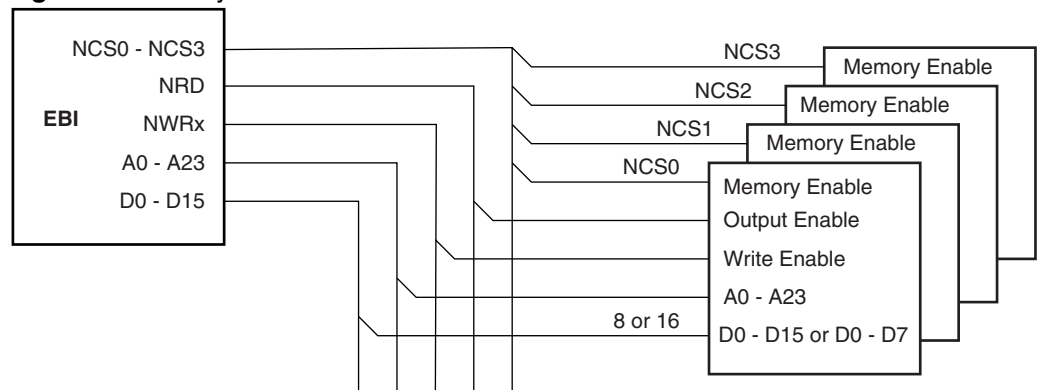 NCS0 - NCS3
NRD
EBI
NWRx
A0 - A23
D0 - D15
NCS3
Memory Enable
NCS2
Memory Enable
NCS1
Memory Enable
NCS0
Memory Enable
Output Enable
Write Enable
A0 - A23
8 or 16
D0 - D15 or D0 - D7